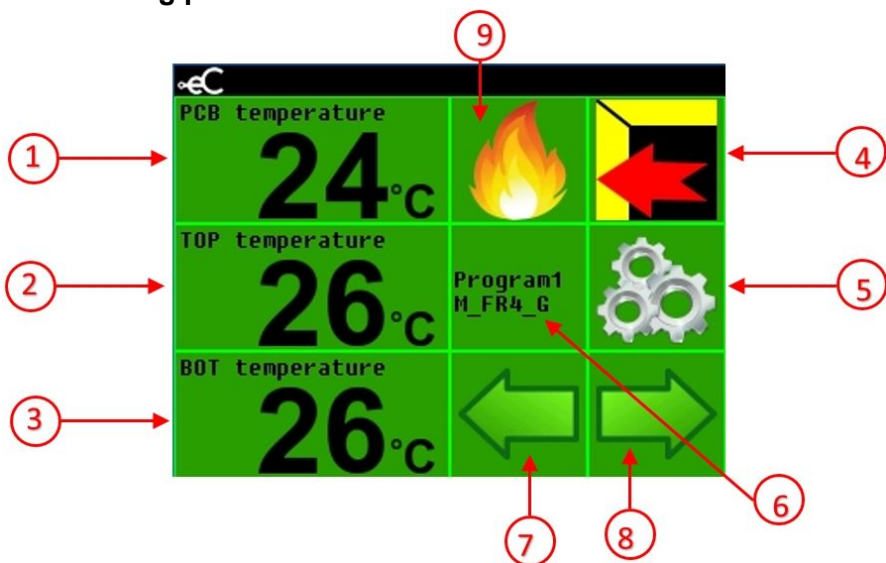 9
eC
PCB temperature
24°C
1
4
TOP temperature
26°C
Program1
M_FR4_G
2
5
BOT temperature
26°C
3
6
7
8